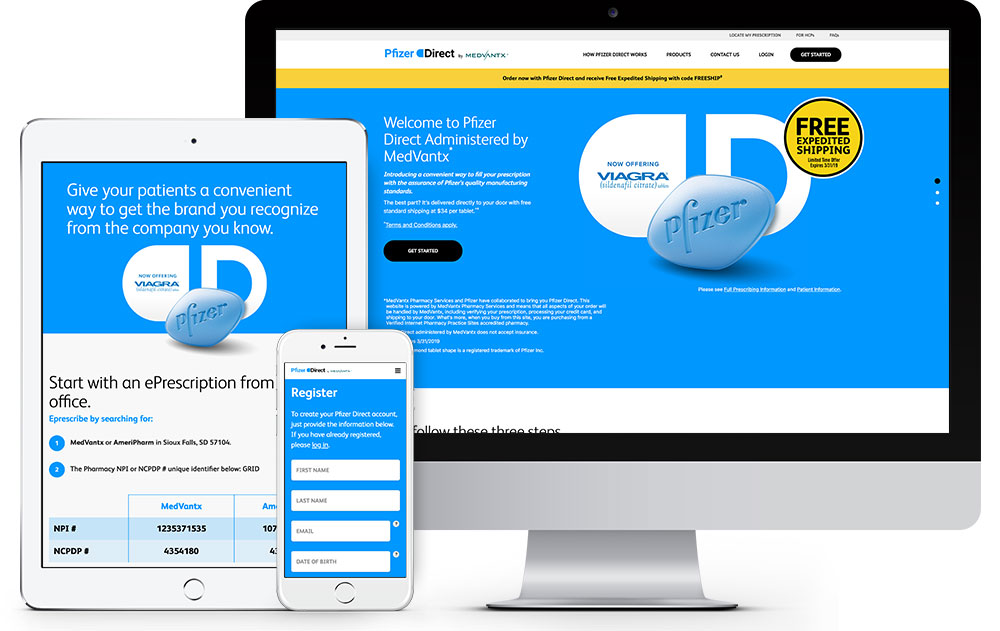 LOCATE MY PRESCRIPTION FOR HCPs FAQs
Pfizer Direct by MEDVANTX
HOW PFIZER DIRECT WORKS PRODUCTS CONTACT US LOGIN GET STARTED
Order now with Pfizer Direct and receive Free Expedited Shipping with code FREESHIP
Welcome to Pfizer
Direct Administered by
MedVantx*
Introducing a convenient way to fill your prescription
with the assurance of Pfizer's quality manufacturing
standards.
The best part? It's delivered directly to your door with free
standard shipping at $34 per tablet.
*Terms and Conditions apply.
GET STARTED
NOW OFFERING
VIAGRA
(sildenafil citrate) tablets
pfizer
FREE
EXPEDITED
SHIPPING
Limited Time Offer
Expires 3/31/19
Please see Full Prescribing Information and Patient Information.
*MedVantx Pharmacy Services and Pfizer have collaborated to bring you Pfizer Direct. This
website is powered by MedVantx Pharmacy Services and means that all aspects of your order will
be handled by MedVantx, including verifying your prescription, processing your credit card, and
shipping to your door. What's more, when you buy from this site, you are purchasing from a
Verified Internet Pharmacy Practice Sites accredited pharmacy.
direct administered by MedVantx does not accept insurance.
3/31/2019
tablet shape is a registered trademark of Pfizer Inc.
follow these three steps
Give your patients a convenient
way to get the brand you recognize
from the company you know.
NOW OFFERING
VIAGRA
(sildenafil citrate) tablets
pfizer
Start with an ePrescription from
office.
Eprescribe by searching for:
1 MedVantx or AmeriPharm in Sioux Falls, SD 57104.
2 The Pharmacy NPI or NCPDP # unique identifier below: GRID
MedVantx Am
NPI # 1235371535 107
NCPDP # 4354180 43
Pfizer Direct by MEDVANTX
Register
To create your Pfizer Direct account,
just provide the information below.
If you have already registered,
please log in.
FIRST NAME
LAST NAME
EMAIL ?
DATE OF BIRTH ?